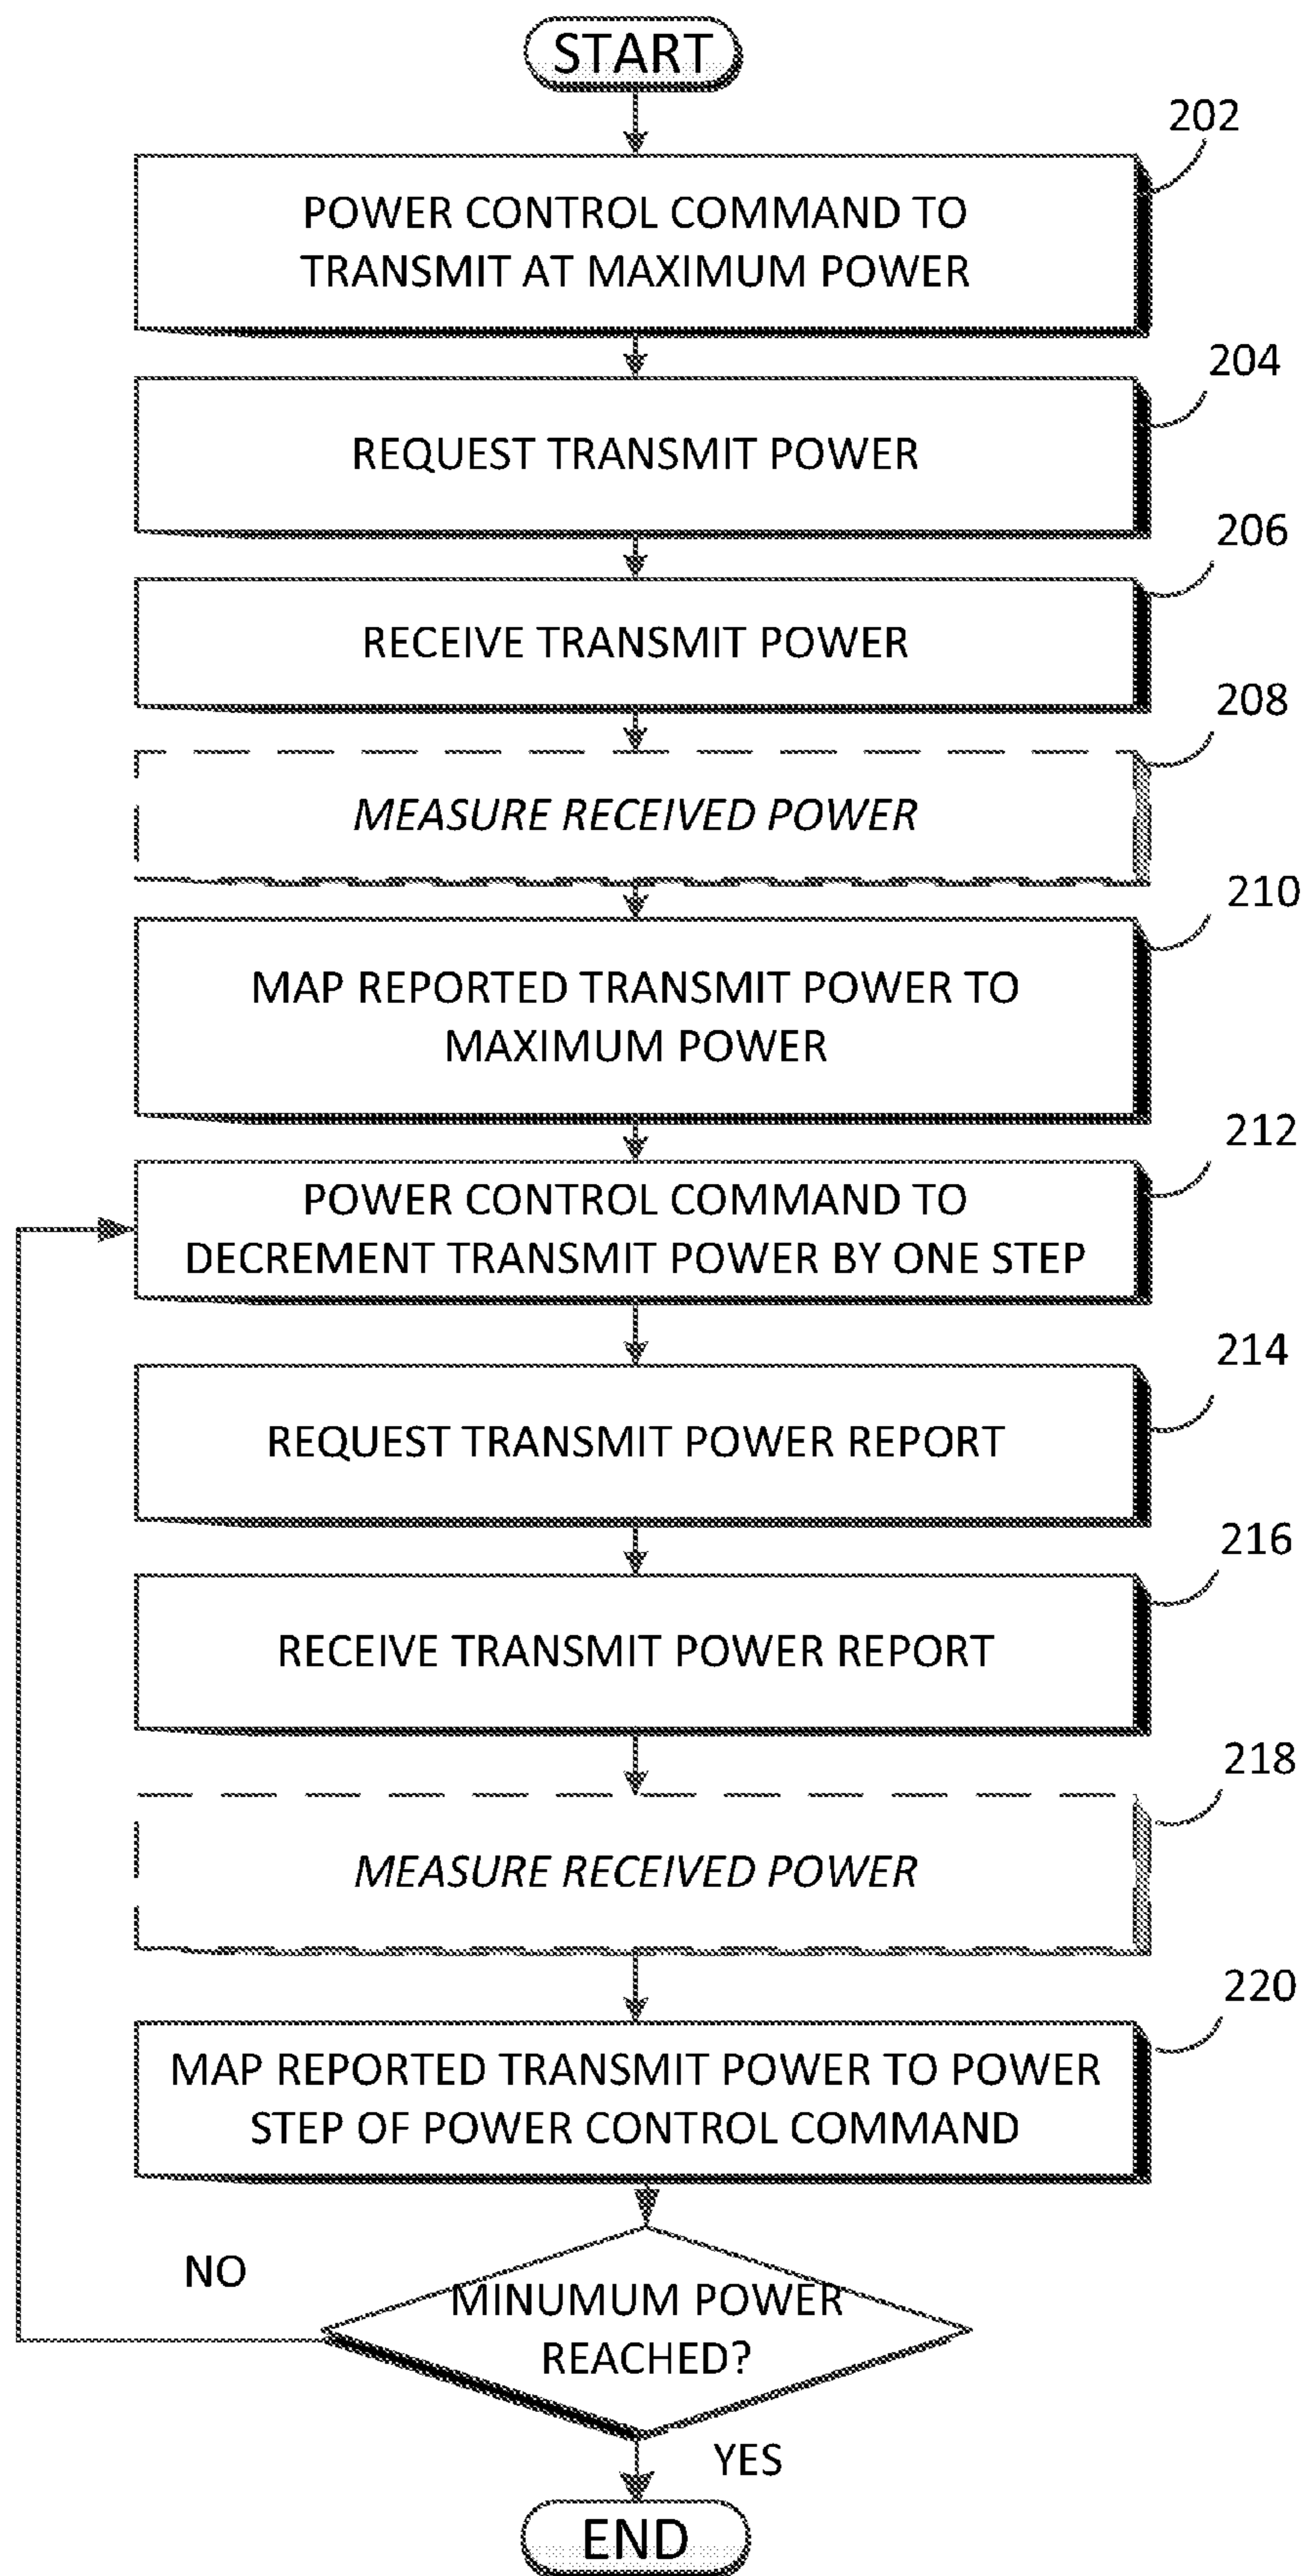 START
202
POWER CONTROL COMMAND TO
TRANSMIT AT MAXIMUM POWER
204
REQUEST TRANSMIT POWER
206
RECEIVE TRANSMIT POWER
208
MEASURE RECEIVED POWER
210
MAP REPORTED TRANSMIT POWER TO
MAXIMUM POWER
212
POWER CONTROL COMMAND TO
DECREMENT TRANSMIT POWER BY ONE STEP
214
REQUEST TRANSMIT POWER REPORT
216
RECEIVE TRANSMIT POWER REPORT
218
MEASURE RECEIVED POWER
220
MAP REPORTED TRANSMIT POWER TO POWER
STEP OF POWER CONTROL COMMAND
NO
MINUMUM POWER
REACHED?
YES
END